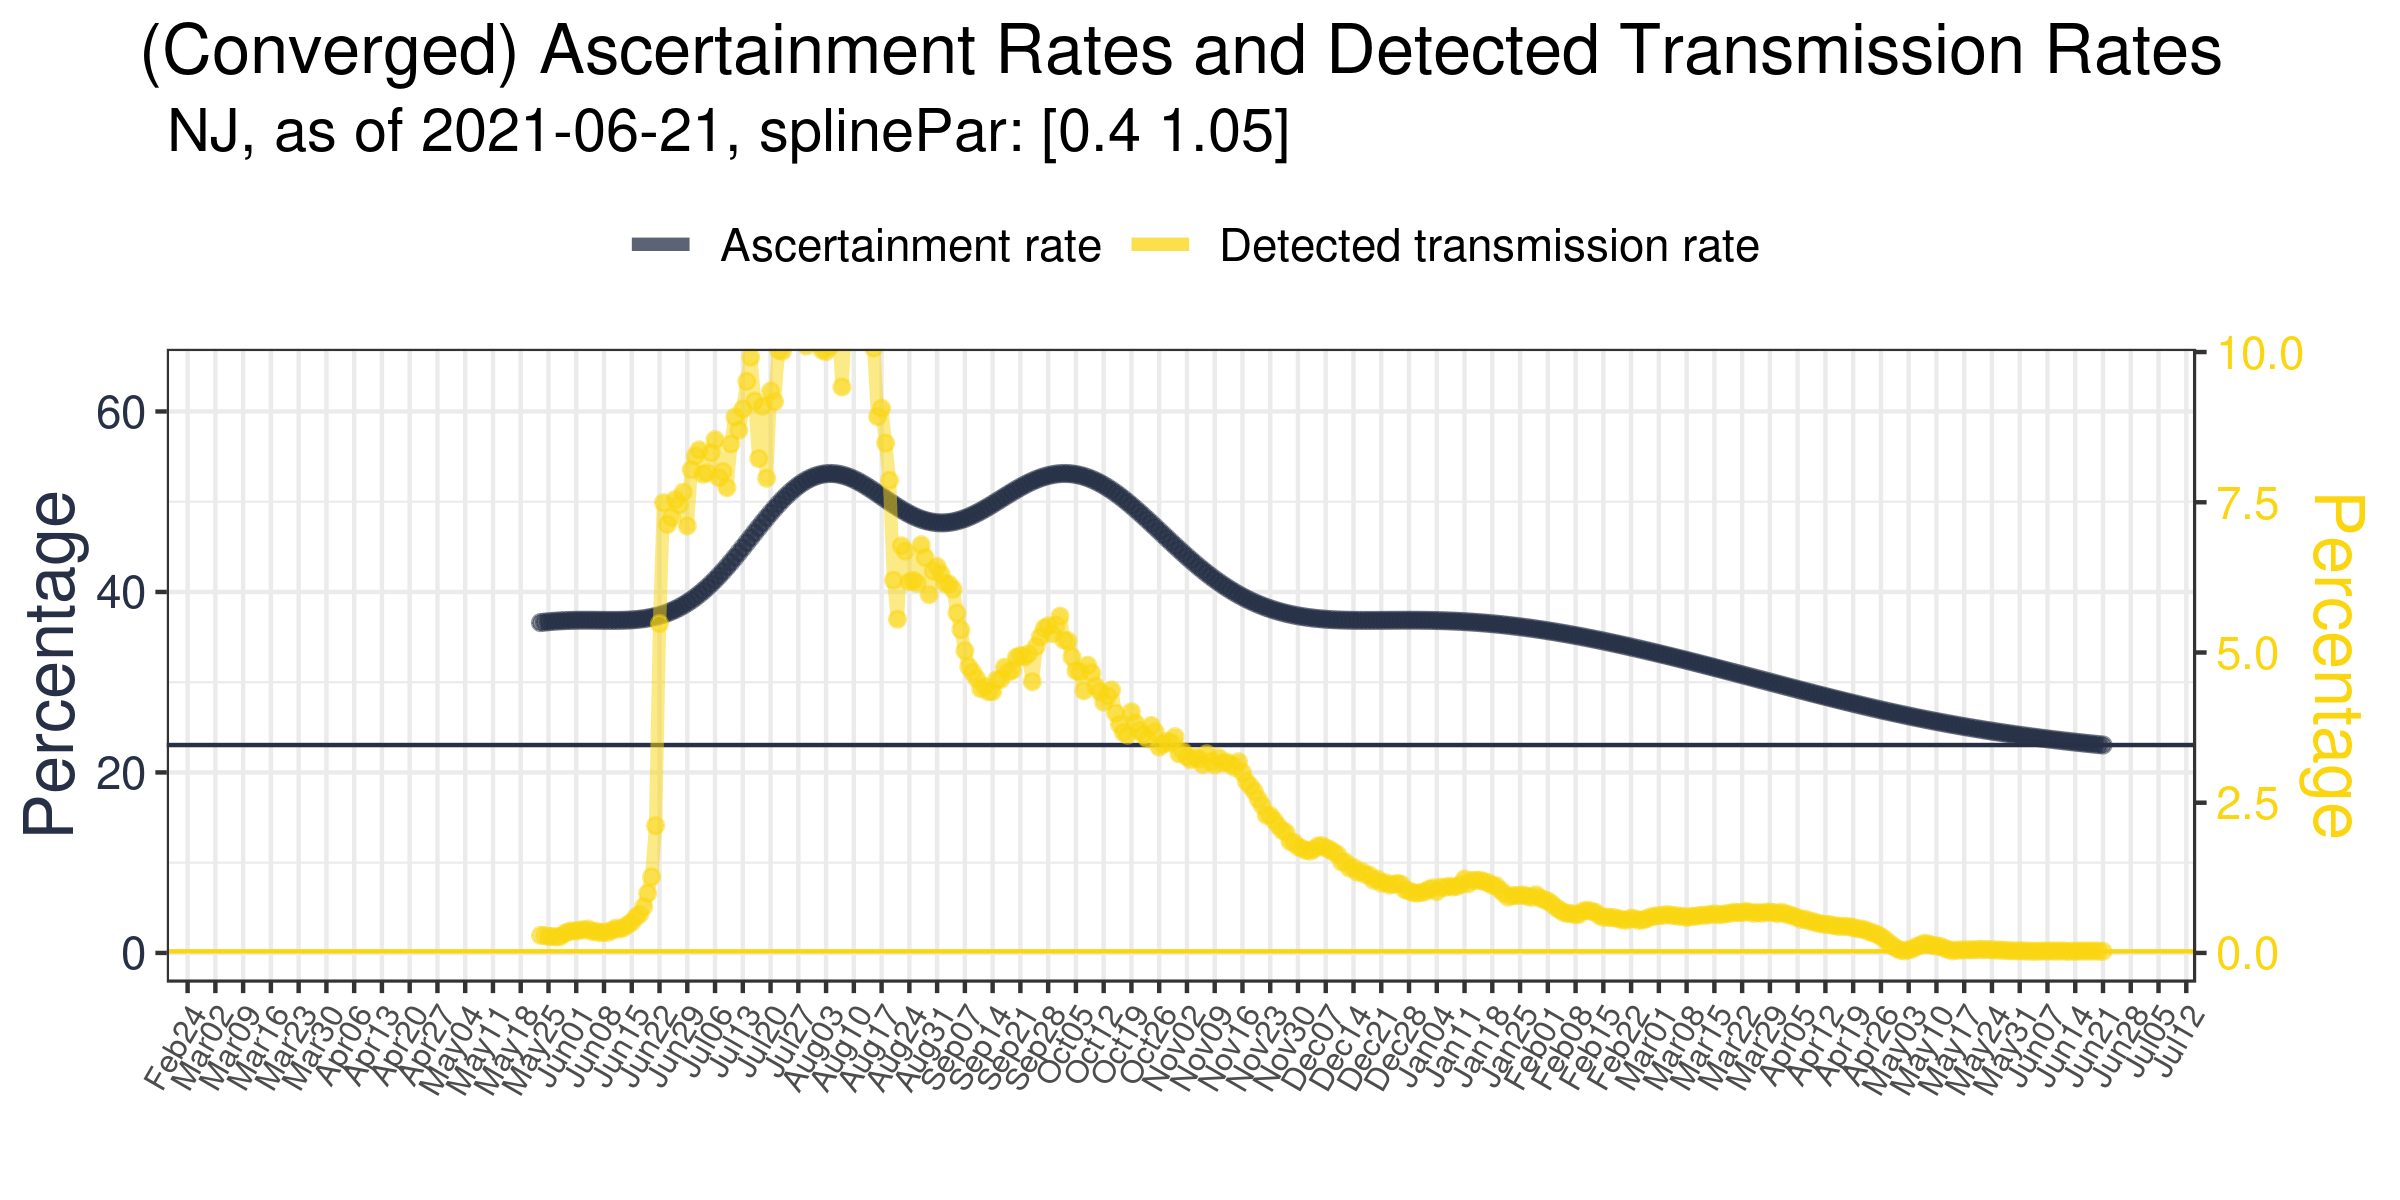 (Converged) Ascertainment Rates and Detected Transmission Rates
NJ, as of 2021-06-21, splinePar: [0.4 1.05]
Ascertainment rate
Detected transmission rate
Percentage
60
40
20
0
10.0
7.5
5.0
2.5
0.0
Percentage
Feb24
Mar02
Mar09
Mar16
Mar23
Mar30
Apr06
Apr13
Apr20
Apr27
May04
May11
May18
May25
Jun01
Jun08
Jun15
Jun22
Jun29
Jul06
Jul13
Jul20
Jul27
Aug03
Aug10
Aug17
Aug24
Aug31
Sep07
Sep14
Sep21
Sep28
Oct05
Oct12
Oct19
Oct26
Nov02
Nov09
Nov16
Nov23
Nov30
Dec07
Dec14
Dec21
Dec28
Jan04
Jan11
Jan18
Jan25
Feb01
Feb08
Feb15
Feb22
Mar01
Mar08
Mar15
Mar22
Mar29
Apr05
Apr12
Apr19
Apr26
May03
May10
May17
May24
May31
Jun07
Jun14
Jun21
Jun28
Jul05
Jul12